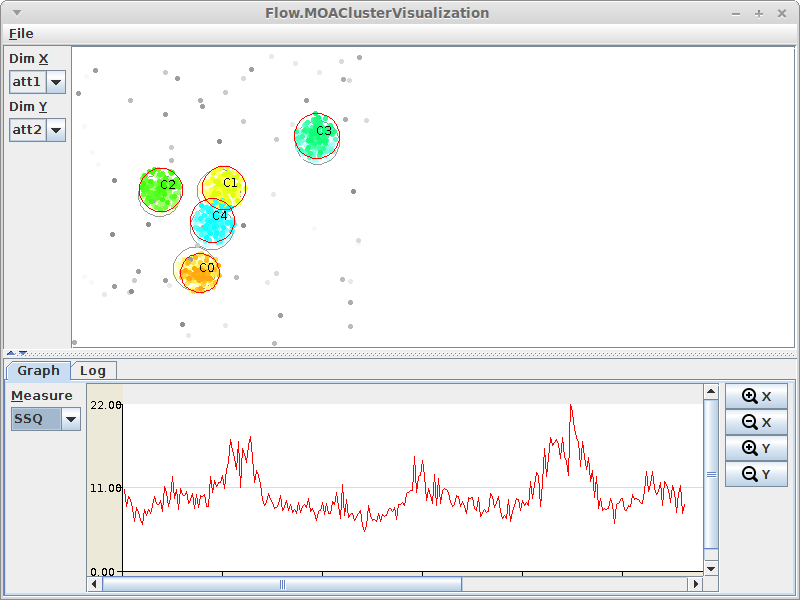 Flow.MOAClusterVisualization
File
Dim X
att1
Dim Y
att2
C3
C2
C1
C4
C0
Graph
Log
Measure
SSQ
22.00
11.00
0.00
X
X
Y
Y